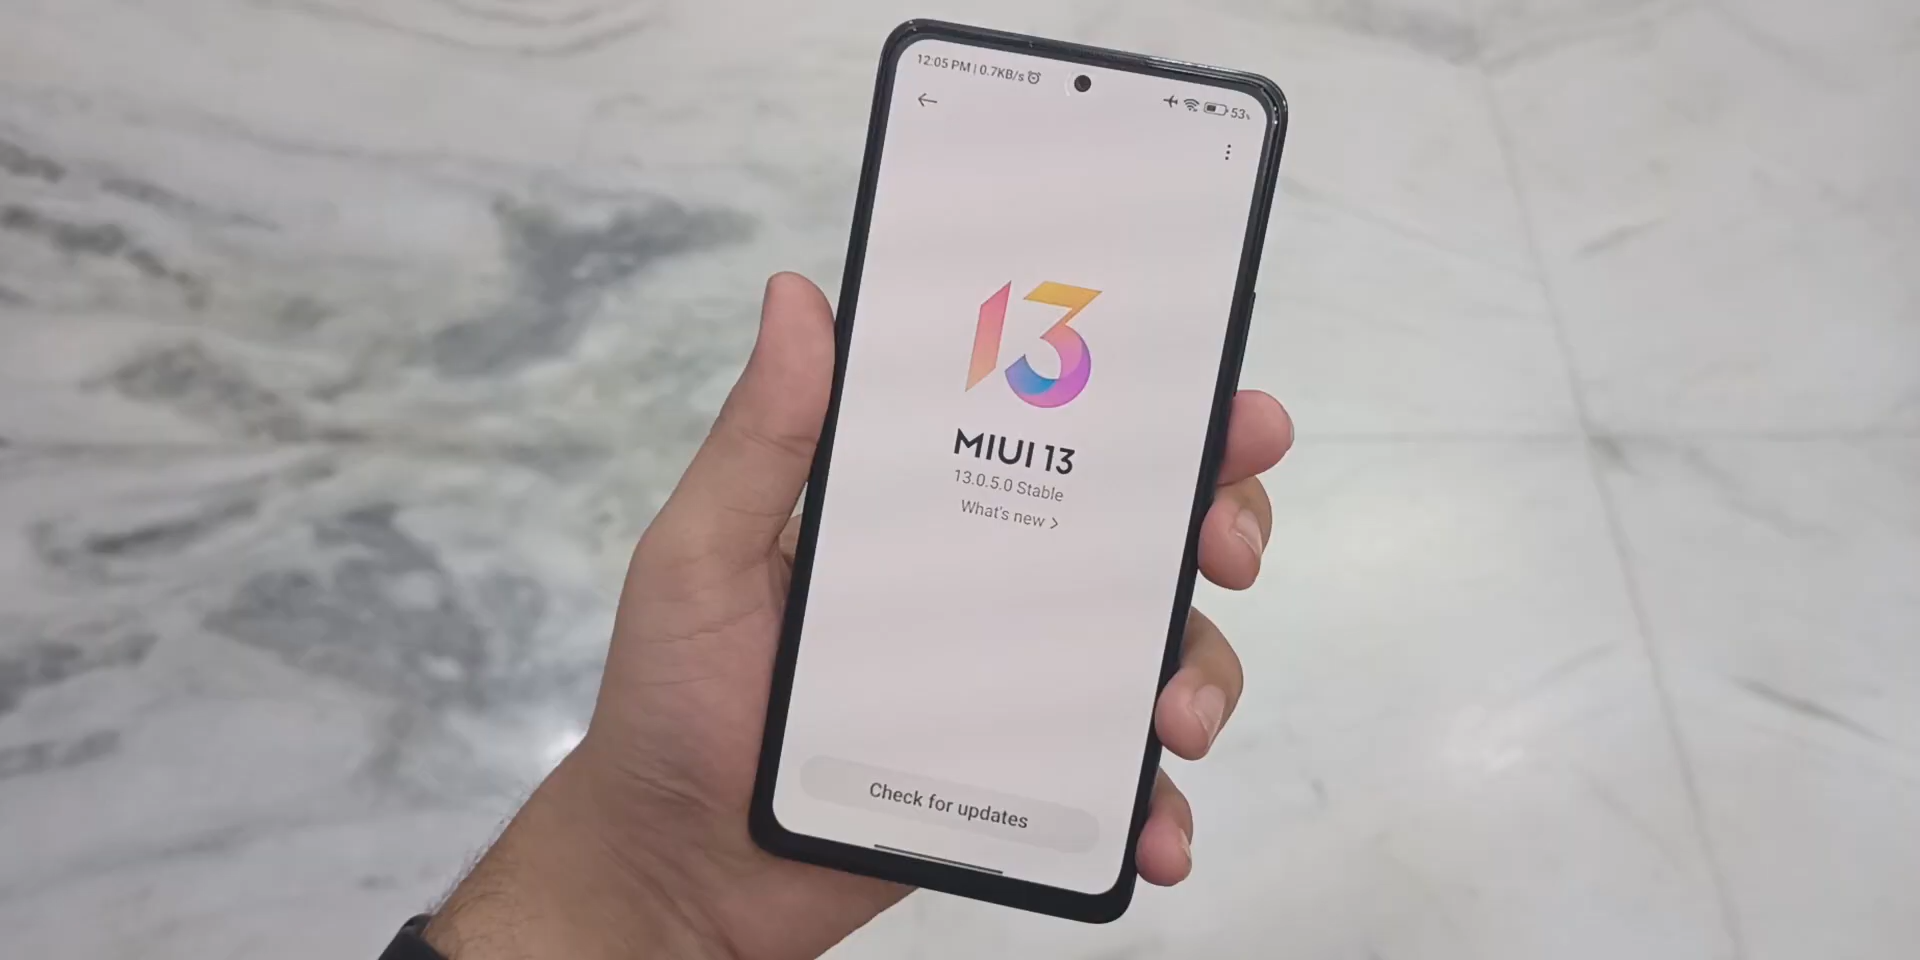 12:05 PM | 0.7KB/s
53%
13
MIUI 13
13.0.5.0 Stable
What's new >
Check for updates